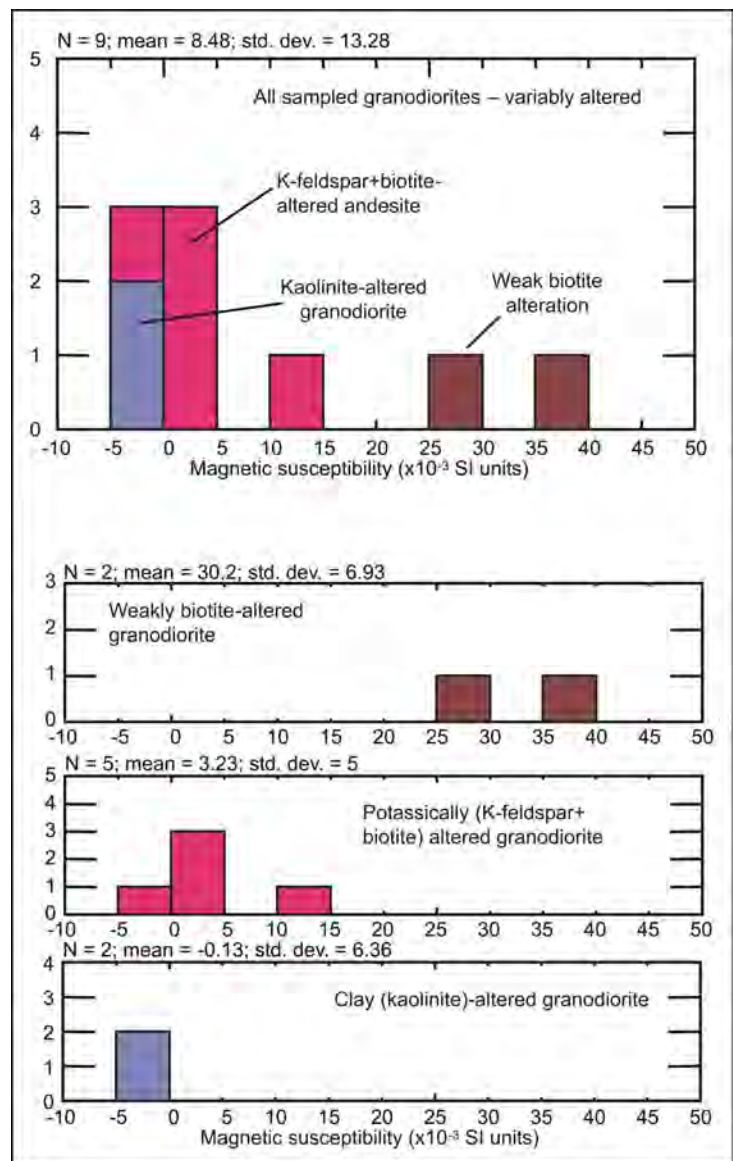 N = 9; mean = 8.48; std. dev. = 13.28
5
All sampled granodiorites – variably altered
4
K-feldspar+biotite-
altered andesite
3
Kaolinite-altered
granodiorite
Weak biotite
alteration
2
1
0
-10 -5 0 5 10 15 20 25 30 35 40 45 50
Magnetic susceptibility (x10⁻³ SI units)
N = 2; mean = 30.2; std. dev. = 6.93
3
Weakly biotite-altered
granodiorite
2
1
0
-10 -5 0 5 10 15 20 25 30 35 40 45 50
N = 5; mean = 3.23; std. dev. = 5
5
Potassically (K-feldspar+
biotite) altered granodiorite
4
3
2
1
0
-10 -5 0 5 10 15 20 25 30 35 40 45 50
N = 2; mean = -0.13; std. dev. = 6.36
4
Clay (kaolinite)-altered granodiorite
3
2
1
0
-10 -5 0 5 10 15 20 25 30 35 40 45 50
Magnetic susceptibility (x10⁻³ SI units)